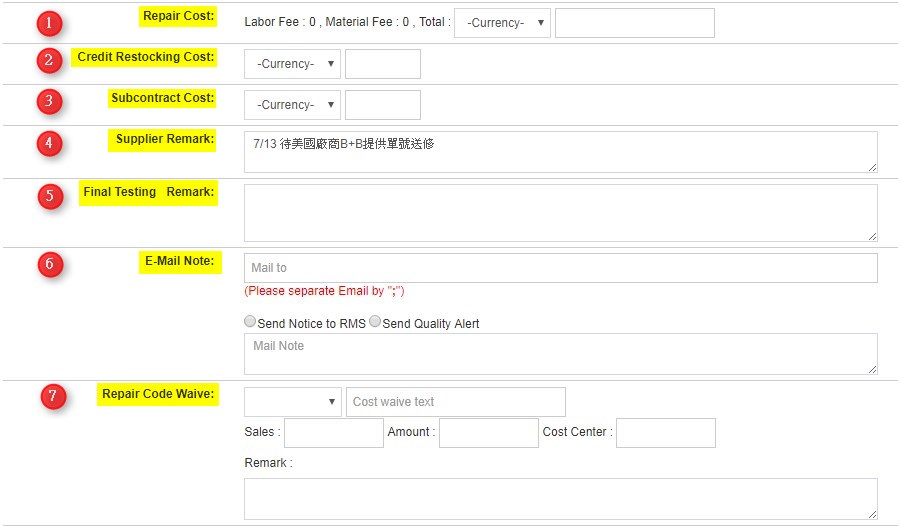 1 Repair Cost: Labor Fee : 0 , Material Fee : 0 , Total : -Currency-
2 Credit Restocking Cost: -Currency-
3 Subcontract Cost: -Currency-
4 Supplier Remark: 7/13 待美國廠商B+B提供單號送修
5 Final Testing Remark:
6 E-Mail Note: Mail to
(Please separate Email by ";")
Send Notice to RMS Send Quality Alert
Mail Note
7 Repair Code Waive: Cost waive text
Sales : Amount : Cost Center :
Remark :